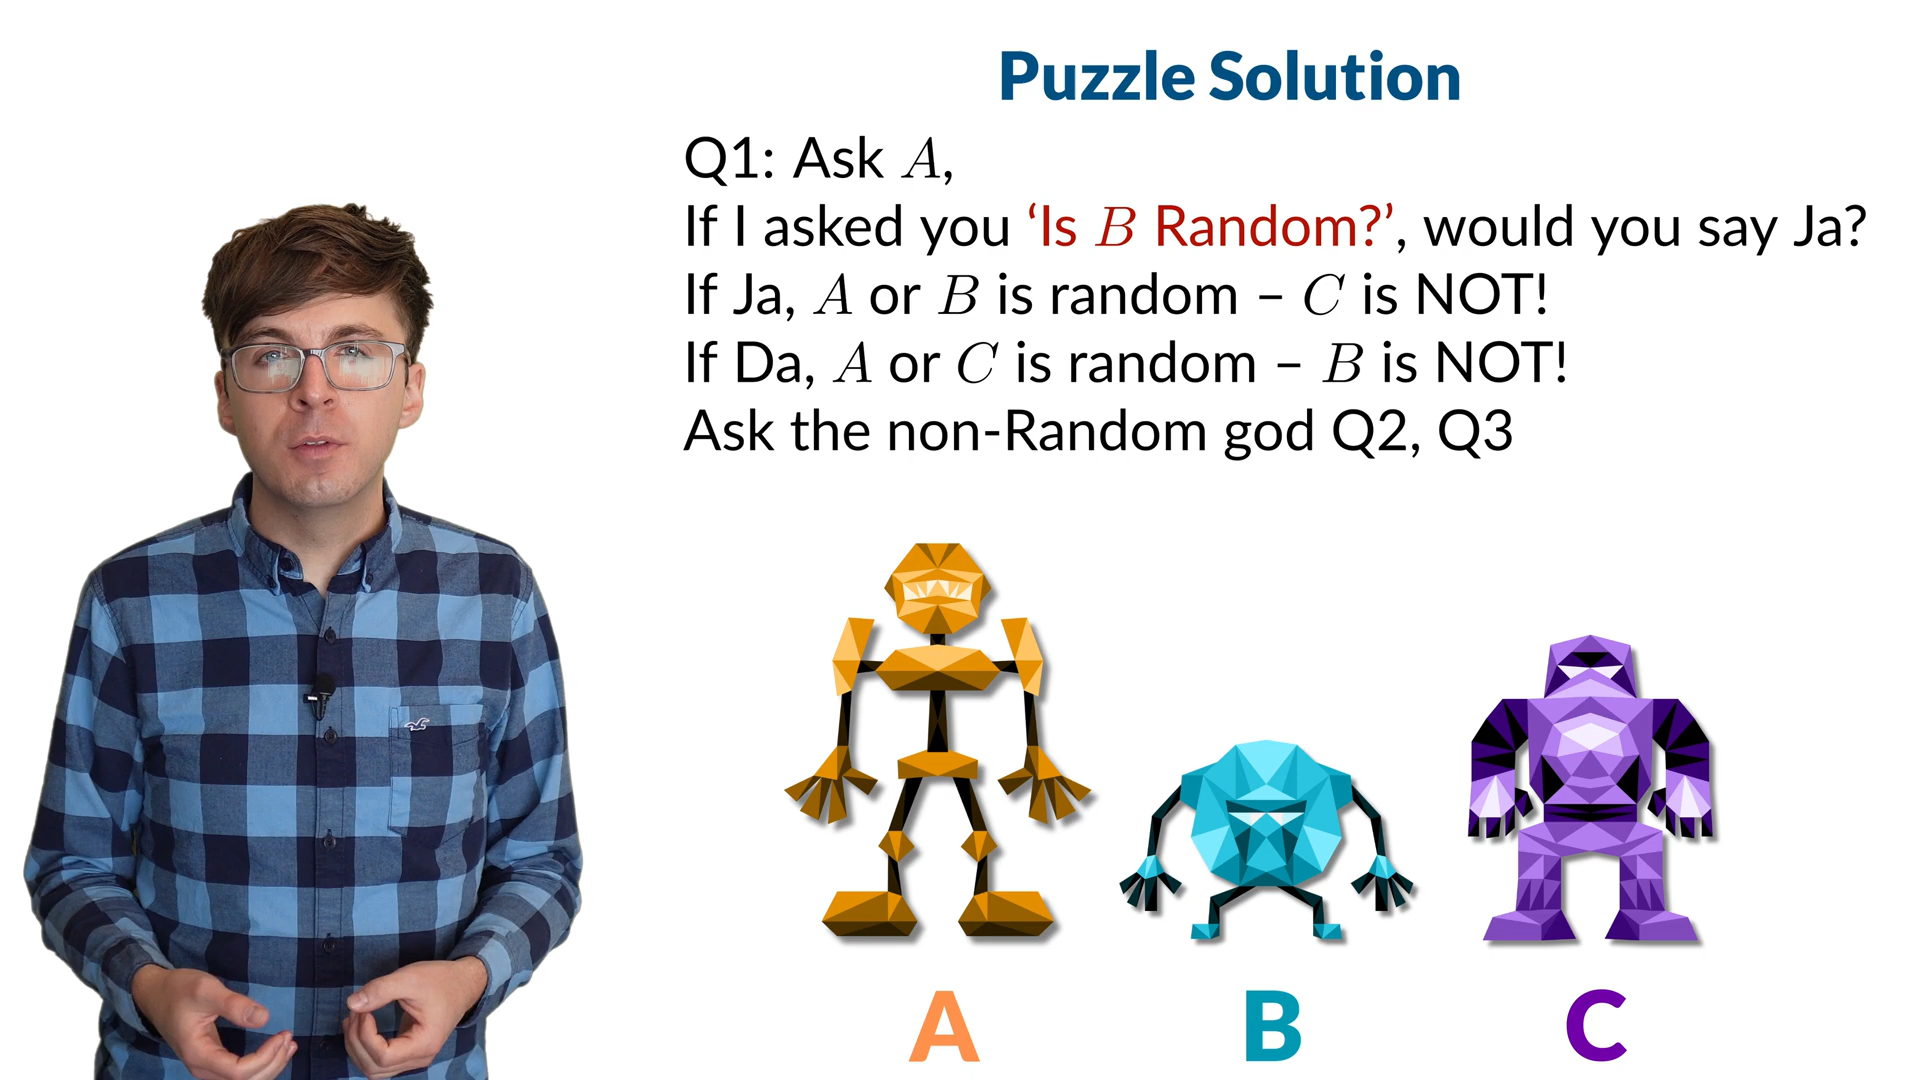 Puzzle Solution
Q1: Ask A,
If I asked you ‘Is B Random?’, would you say Ja?
If Ja, A or B is random – C is NOT!
If Da, A or C is random – B is NOT!
Ask the non-Random god Q2, Q3
A B C